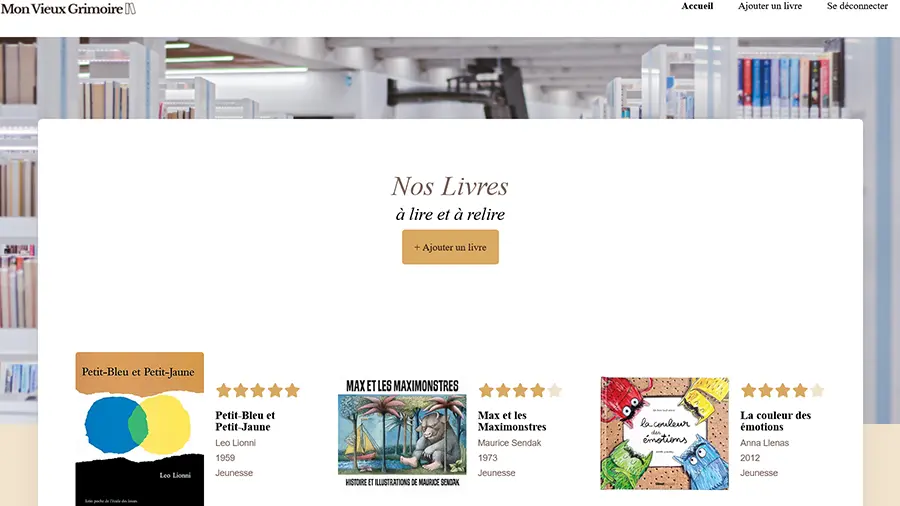 Mon Vieux Grimoire
Accueil Ajouter un livre Se déconnecter
Nos Livres
à lire et à relire
+ Ajouter un livre
Petit-Bleu et Petit-Jaune
Leo Lionni
Petit-Bleu et
Petit-Jaune
Leo Lionni
1959
Jeunesse
MAX ET LES MAXIMONSTRES
HISTOIRE ET ILLUSTRATIONS DE MAURICE SENDAK
Max et les
Maximonstres
Maurice Sendak
1973
Jeunesse
la couleur
des
émotions
La couleur des
émotions
Anna Llenas
2012
Jeunesse